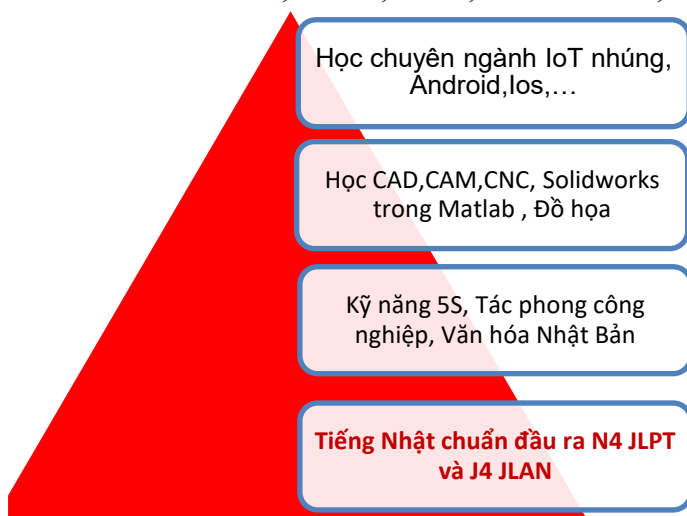 Học chuyên ngành IoT nhúng,
Android,Ios,…
Học CAD,CAM,CNC, Solidworks
trong Matlab , Đồ họa
Kỹ năng 5S, Tác phong công
nghiệp, Văn hóa Nhật Bản
Tiếng Nhật chuẩn đầu ra N4 JLPT
và J4 JLAN